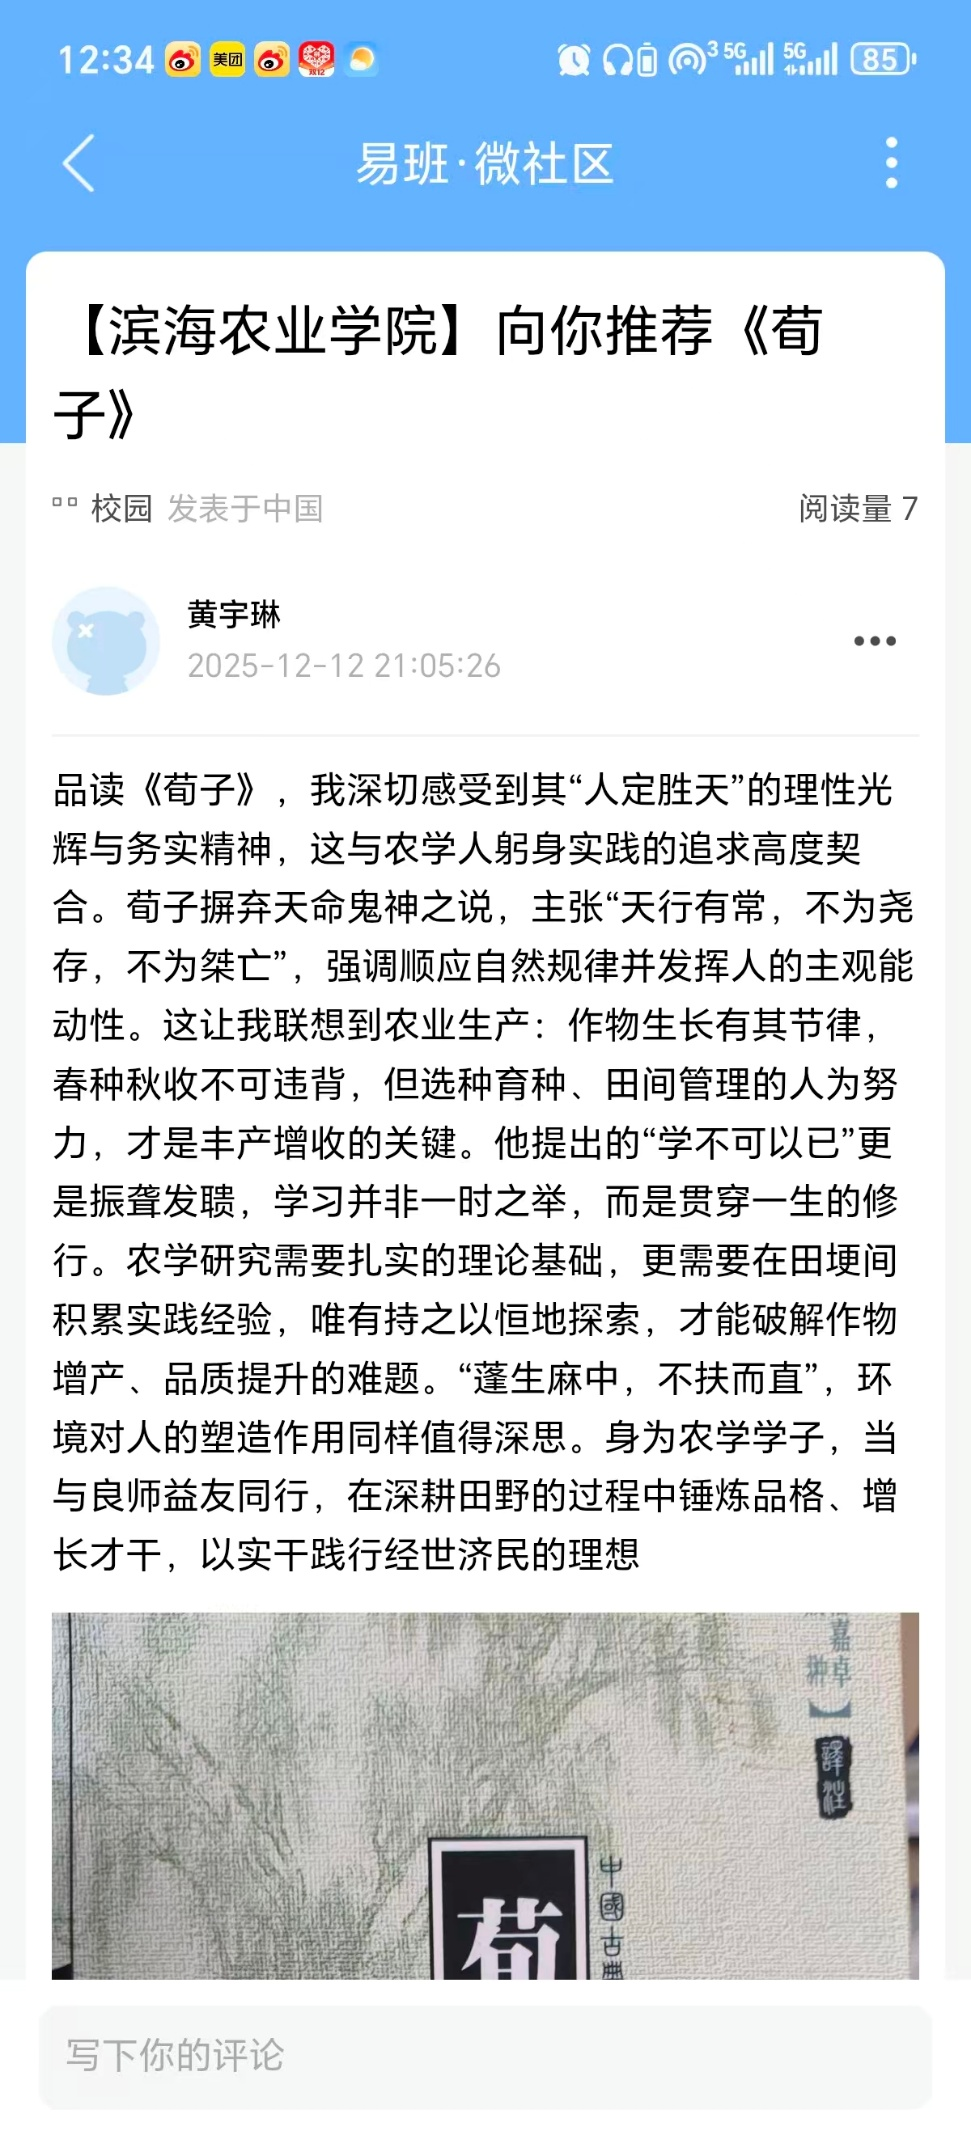 12:34 美团 双12 3 5G 5G 85
易班·微社区
【滨海农业学院】向你推荐《荀
子》
校园 发表于中国 阅读量 7
黄宇琳
2025-12-12 21:05:26
品读《荀子》，我深切感受到其“人定胜天”的理性光
辉与务实精神，这与农学人躬身实践的追求高度契
合。荀子摒弃天命鬼神之说，主张“天行有常，不为尧
存，不为桀亡”，强调顺应自然规律并发挥人的主观能
动性。这让我联想到农业生产：作物生长有其节律，
春种秋收不可违背，但选种育种、田间管理的人为努
力，才是丰产增收的关键。他提出的“学不可以已”更
是振聋发聩，学习并非一时之举，而是贯穿一生的修
行。农学研究需要扎实的理论基础，更需要在田埂间
积累实践经验，唯有持之以恒地探索，才能破解作物
增产、品质提升的难题。“蓬生麻中，不扶而直”，环
境对人的塑造作用同样值得深思。身为农学学子，当
与良师益友同行，在深耕田野的过程中锤炼品格、增
长才干，以实干践行经世济民的理想
嘉
卓
】
譯注
荀
中國古典
写下你的评论